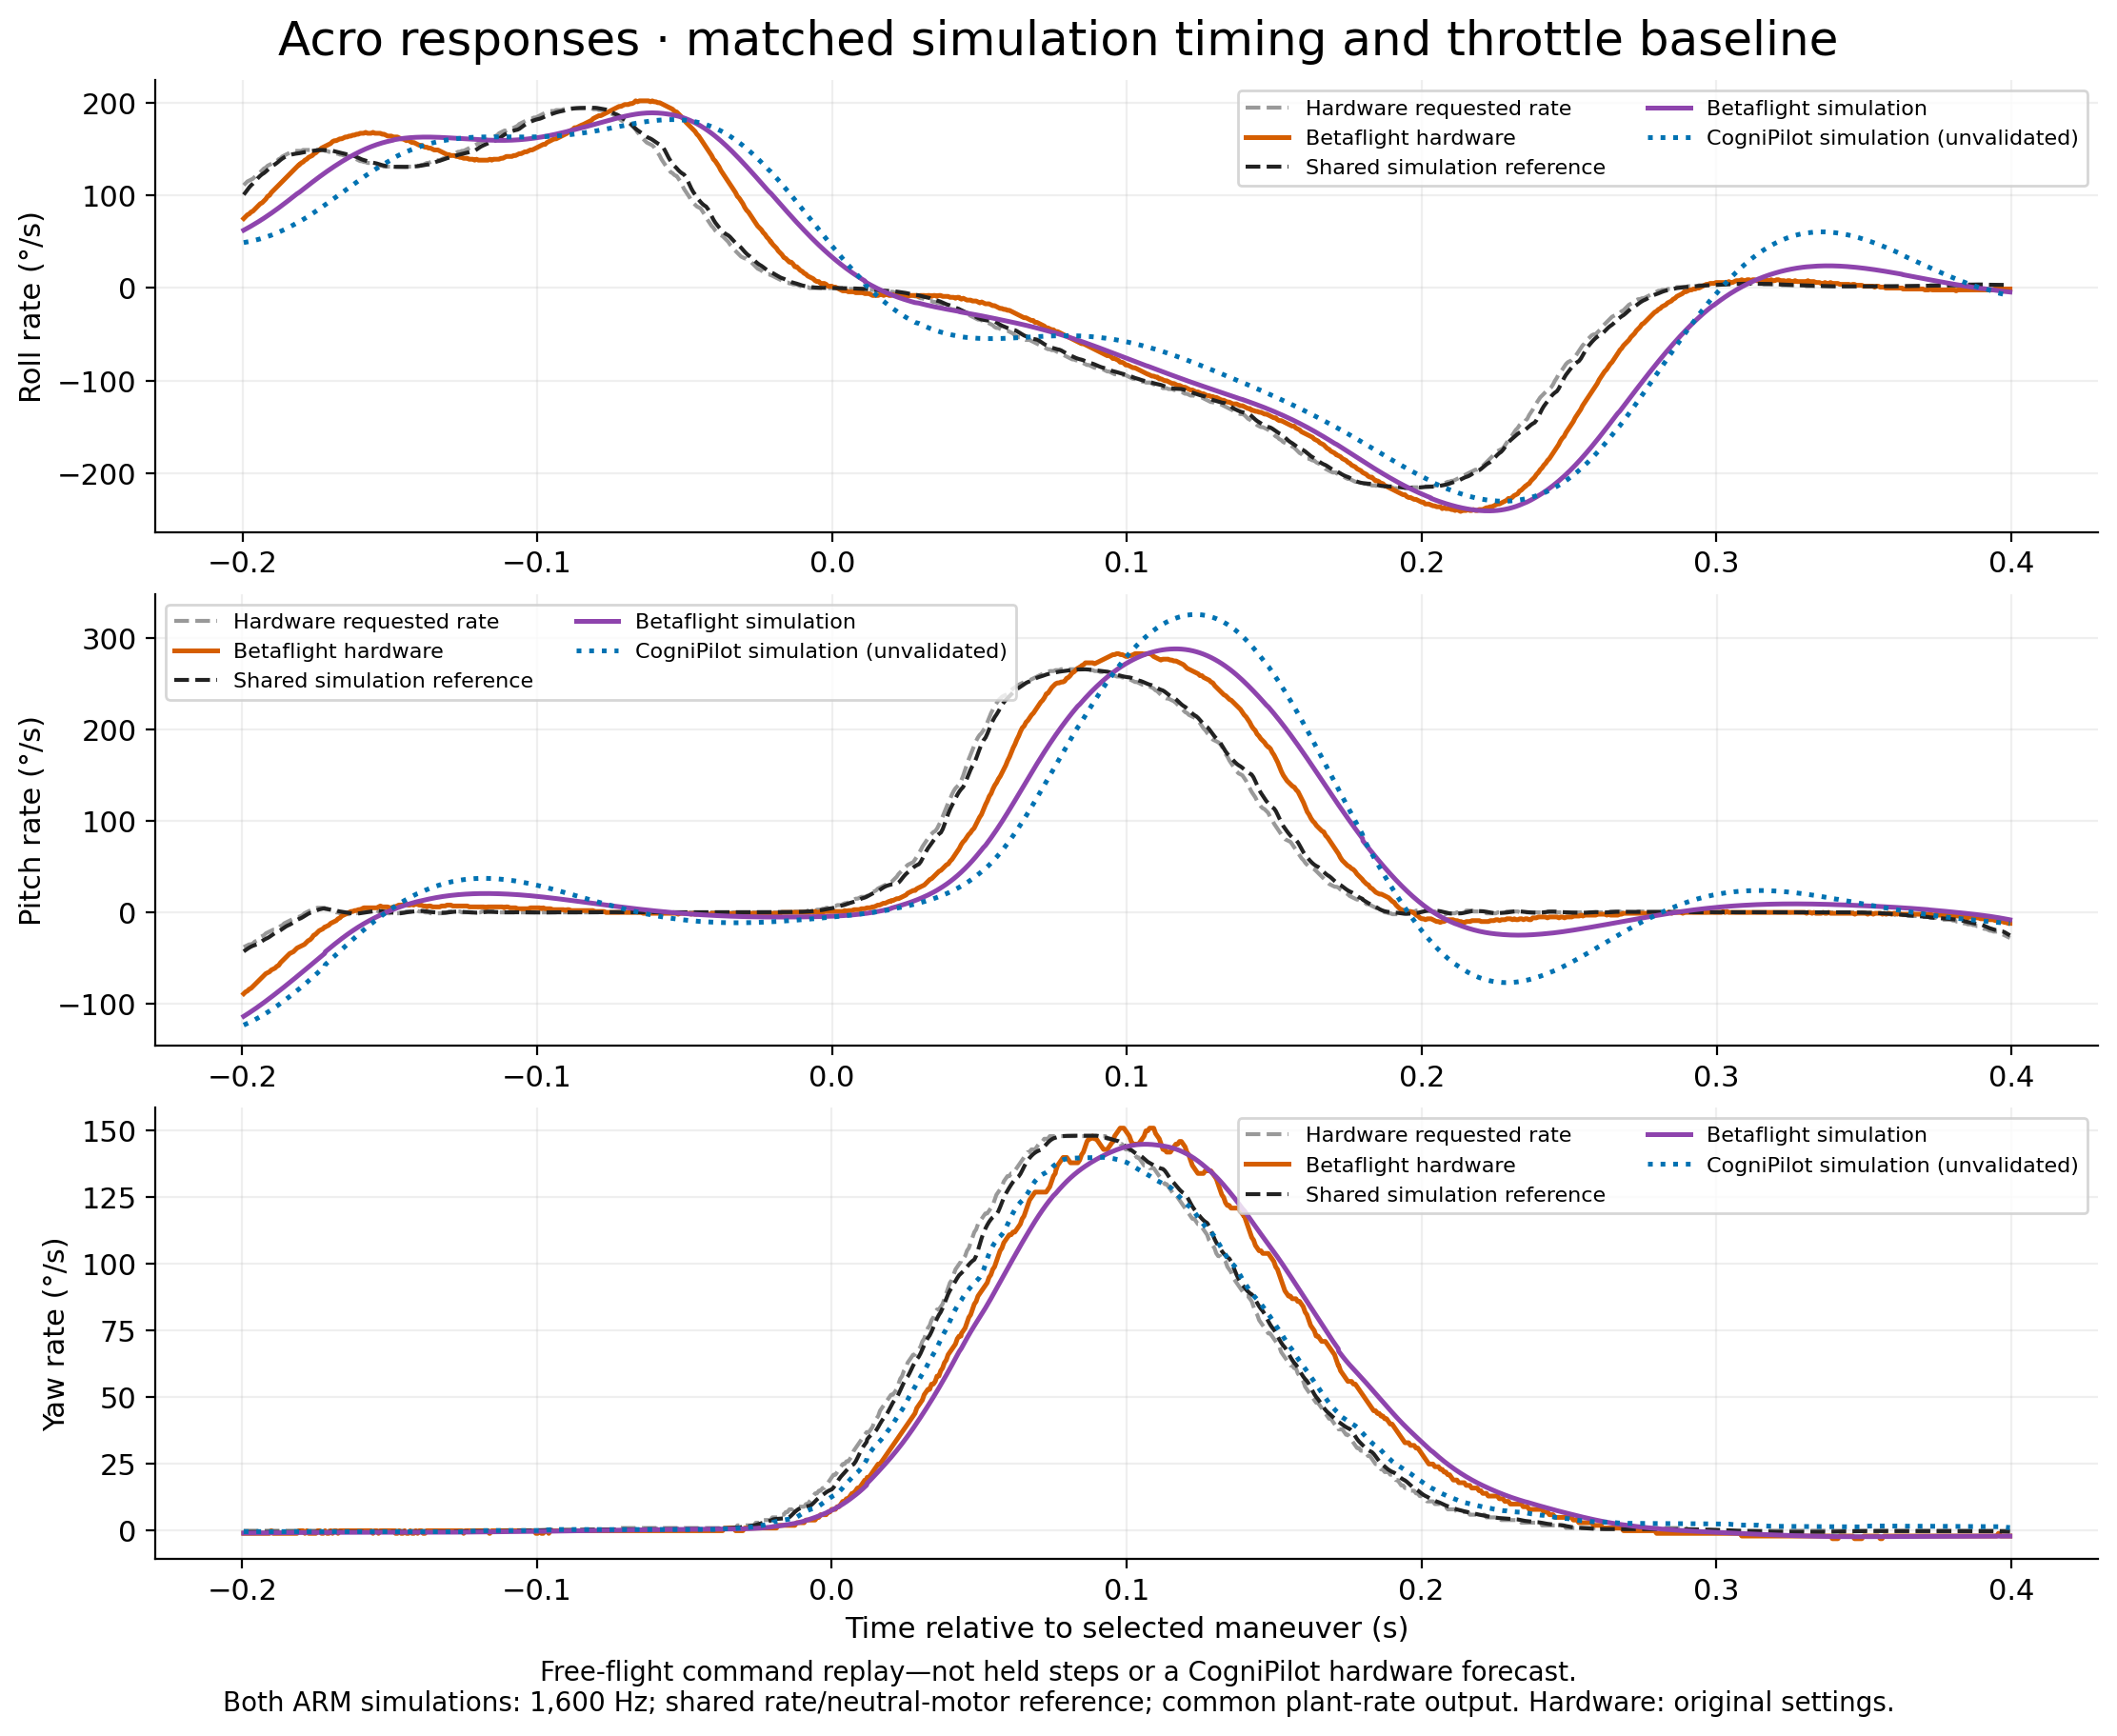 Acro responses · matched simulation timing and throttle baseline
Roll rate (°/s)
200
100
0
−100
−200
Hardware requested rate
Betaflight hardware
Shared simulation reference
Betaflight simulation
CogniPilot simulation (unvalidated)
−0.2
−0.1
0.0
0.1
0.2
0.3
0.4
Pitch rate (°/s)
300
200
100
0
−100
Hardware requested rate
Betaflight hardware
Shared simulation reference
Betaflight simulation
CogniPilot simulation (unvalidated)
−0.2
−0.1
0.0
0.1
0.2
0.3
0.4
Yaw rate (°/s)
150
125
100
75
50
25
0
Hardware requested rate
Betaflight hardware
Shared simulation reference
Betaflight simulation
CogniPilot simulation (unvalidated)
−0.2
−0.1
0.0
0.1
0.2
0.3
0.4
Time relative to selected maneuver (s)
Free-flight command replay—not held steps or a CogniPilot hardware forecast.
Both ARM simulations: 1,600 Hz; shared rate/neutral-motor reference; common plant-rate output. Hardware: original settings.